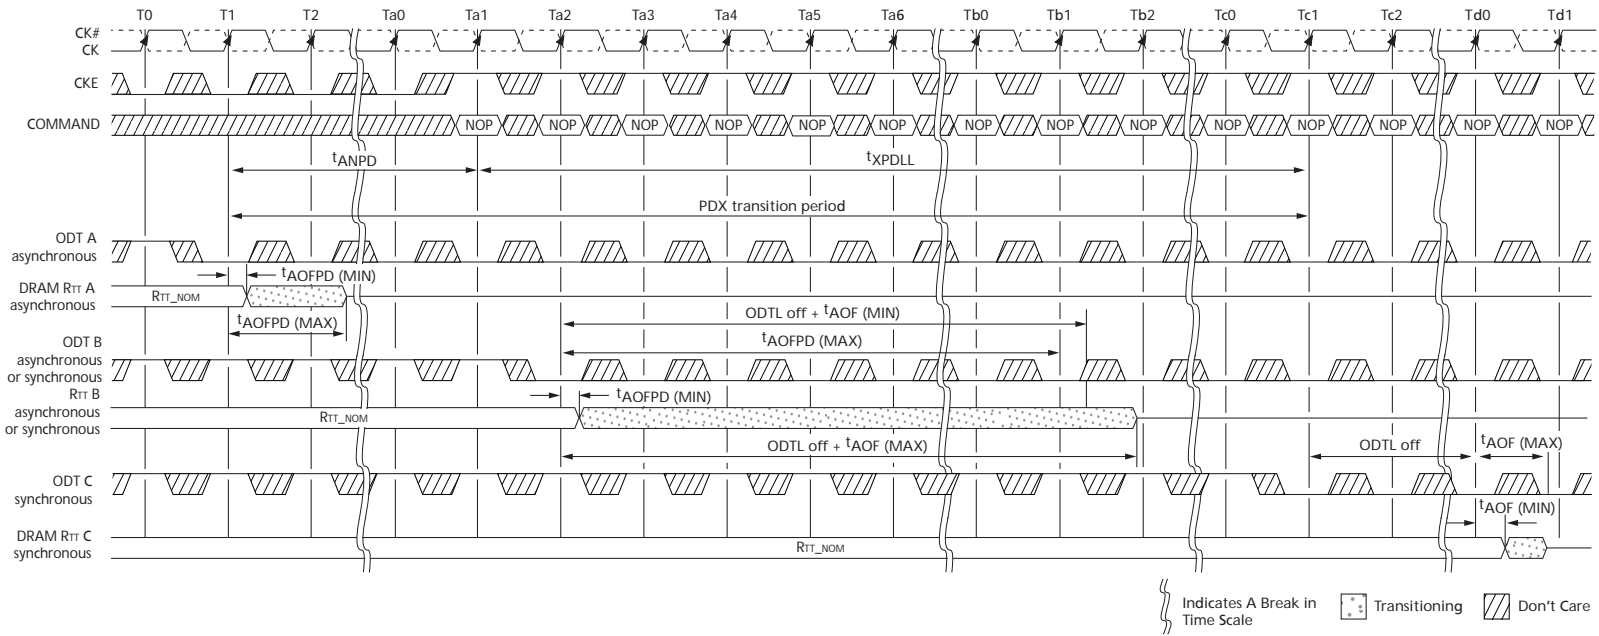 T0 T1 T2 Ta0 Ta1 Ta2 Ta3 Ta4 Ta5 Ta6 Tb0 Tb1 Tb2 Tc0 Tc1 Tc2 Td0 Td1
CK#
CK
CKE
COMMAND
NOP NOP NOP NOP NOP NOP NOP NOP NOP NOP NOP NOP NOP NOP
tANPD
tXPDLL
PDX transition period
ODT A
asynchronous
tAOFPD (MIN)
DRAM RTT A
asynchronous
RTT_NOM
tAOFPD (MAX)
ODTL off + tAOF (MIN)
tAOFPD (MAX)
ODT B
asynchronous
or synchronous
tAOFPD (MIN)
RTT B
asynchronous
or synchronous
RTT_NOM
ODTL off + tAOF (MAX)
ODTL off
tAOF (MAX)
ODT C
synchronous
tAOF (MIN)
DRAM RTT C
synchronous
RTT_NOM
Indicates A Break in
Time Scale
Transitioning
Don't Care